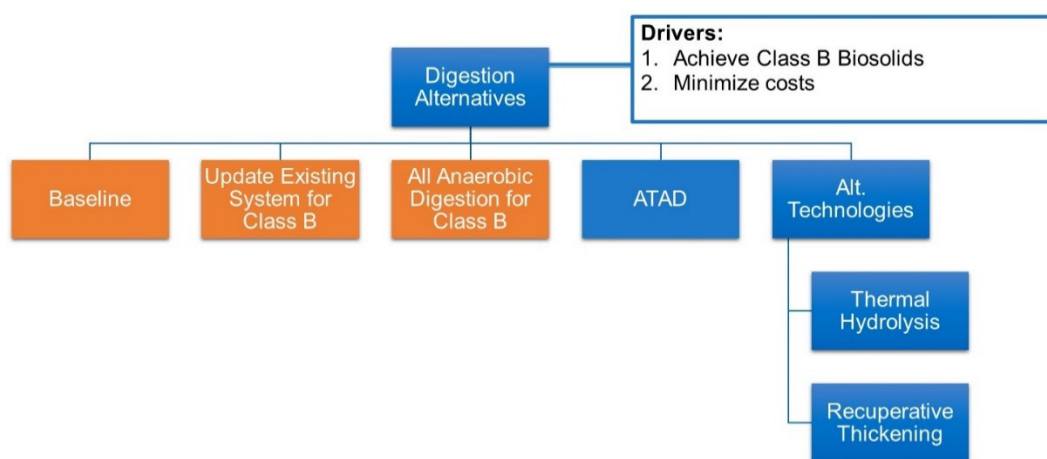 Drivers:
1. Achieve Class B Biosolids
2. Minimize costs
Digestion
Alternatives
Baseline
Update Existing
System for
Class B
All Anaerobic
Digestion for
Class B
ATAD
Alt.
Technologies
Thermal
Hydrolysis
Recuperative
Thickening